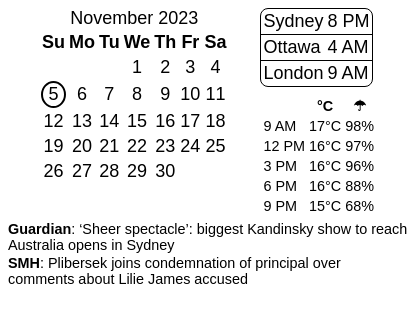 November 2023
Su Mo Tu We Th Fr Sa
1 2 3 4
5 6 7 8 9 10 11
12 13 14 15 16 17 18
19 20 21 22 23 24 25
26 27 28 29 30
Sydney 8 PM
Ottawa 4 AM
London 9 AM
°C ☂
9 AM 17°C 98%
12 PM 16°C 97%
3 PM 16°C 96%
6 PM 16°C 88%
9 PM 15°C 68%
Guardian: ‘Sheer spectacle’: biggest Kandinsky show to reach
Australia opens in Sydney
SMH: Plibersek joins condemnation of principal over
comments about Lilie James accused